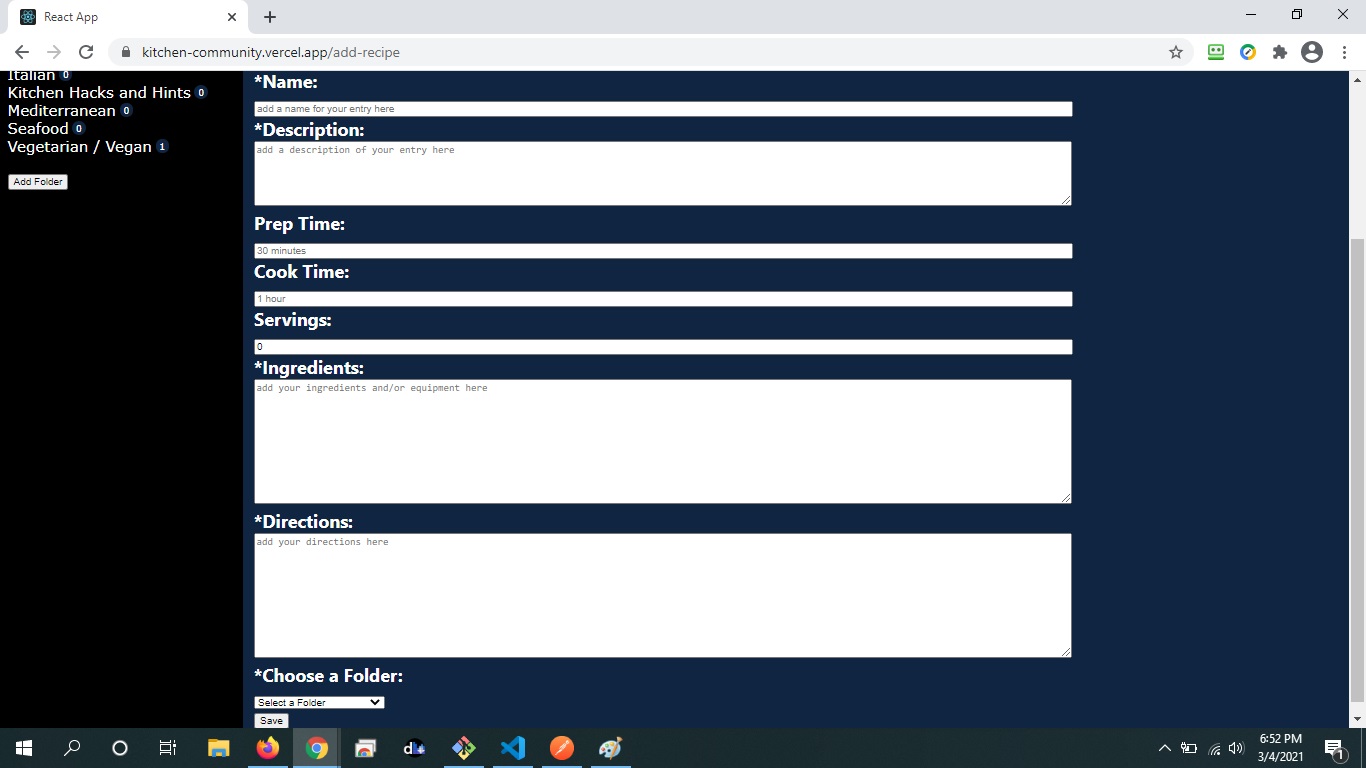 React App
kitchen-community.vercel.app/add-recipe
Italian 0
Kitchen Hacks and Hints 0
Mediterranean 0
Seafood 0
Vegetarian / Vegan 1
Add Folder
*Name:
add a name for your entry here
*Description:
add a description of your entry here
Prep Time:
30 minutes
Cook Time:
1 hour
Servings:
0
*Ingredients:
add your ingredients and/or equipment here
*Directions:
add your directions here
*Choose a Folder:
Select a Folder
Save
6:52 PM
3/4/2021
1